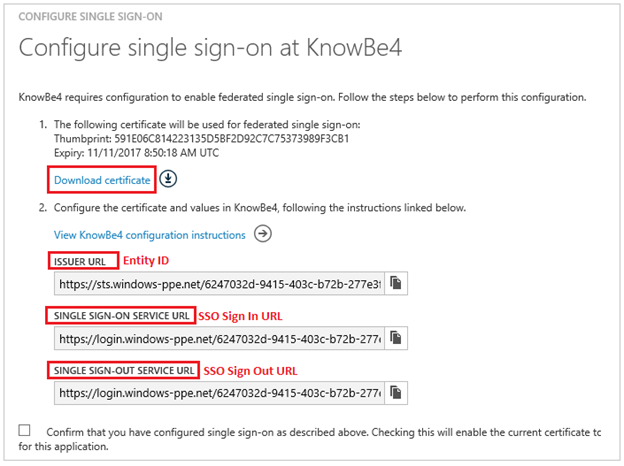 CONFIGURE SINGLE SIGN-ON
Configure single sign-on at KnowBe4
KnowBe4 requires configuration to enable federated single sign-on. Follow the steps below to perform this configuration.
1. The following certificate will be used for federated single sign-on:
Thumbprint: 591E06C814223135D5BF2D92C7C75373989F3CB1
Expiry: 11/11/2017 8:50:18 AM UTC
Download certificate
2. Configure the certificate and values in KnowBe4, following the instructions linked below.
View KnowBe4 configuration instructions
ISSUER URL Entity ID
https://sts.windows-ppe.net/6247032d-9415-403c-b72b-277e3f
SINGLE SIGN-ON SERVICE URL SSO Sign In URL
https://login.windows-ppe.net/6247032d-9415-403c-b72b-277e
SINGLE SIGN-OUT SERVICE URL SSO Sign Out URL
https://login.windows-ppe.net/6247032d-9415-403c-b72b-277e
Confirm that you have configured single sign-on as described above. Checking this will enable the current certificate tc
for this application.